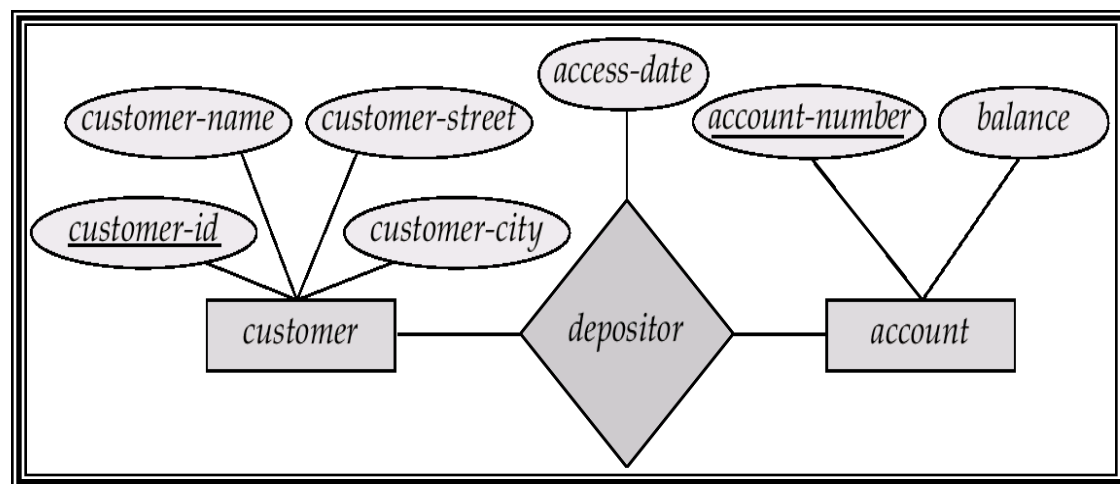 access-date
customer-name
customer-street
account-number
balance
customer-id
customer-city
customer
depositor
account